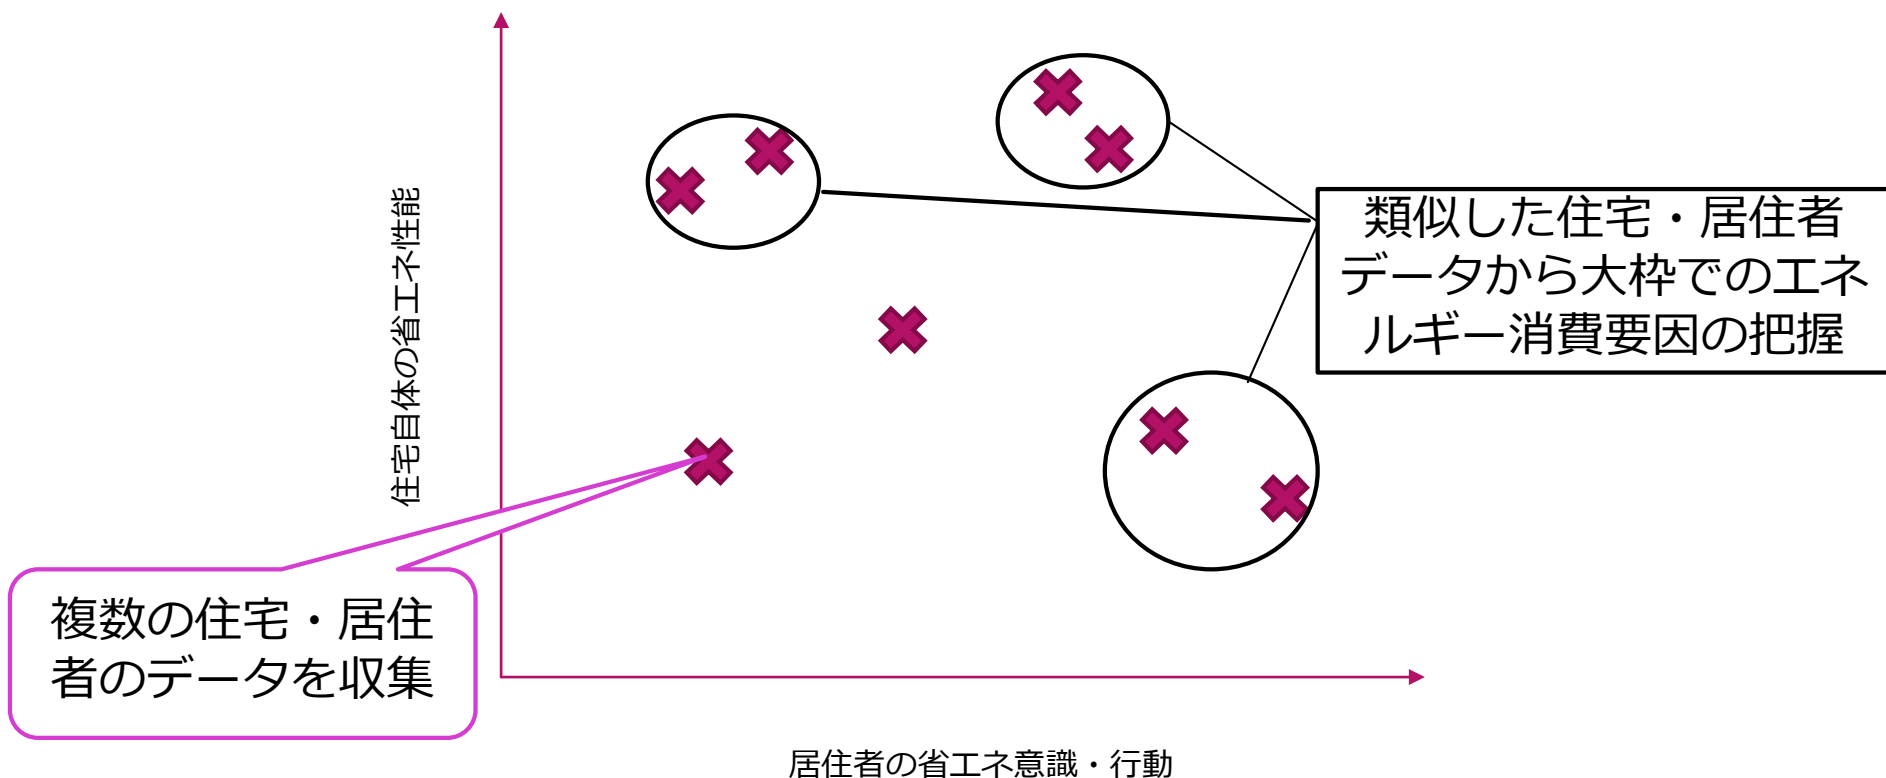 類似した住宅・居住者
データから大枠でのエネ
ルギー消費要因の把握
住宅自体の省エネ性能
複数の住宅・居住
者のデータを収集
居住者の省エネ意識・行動